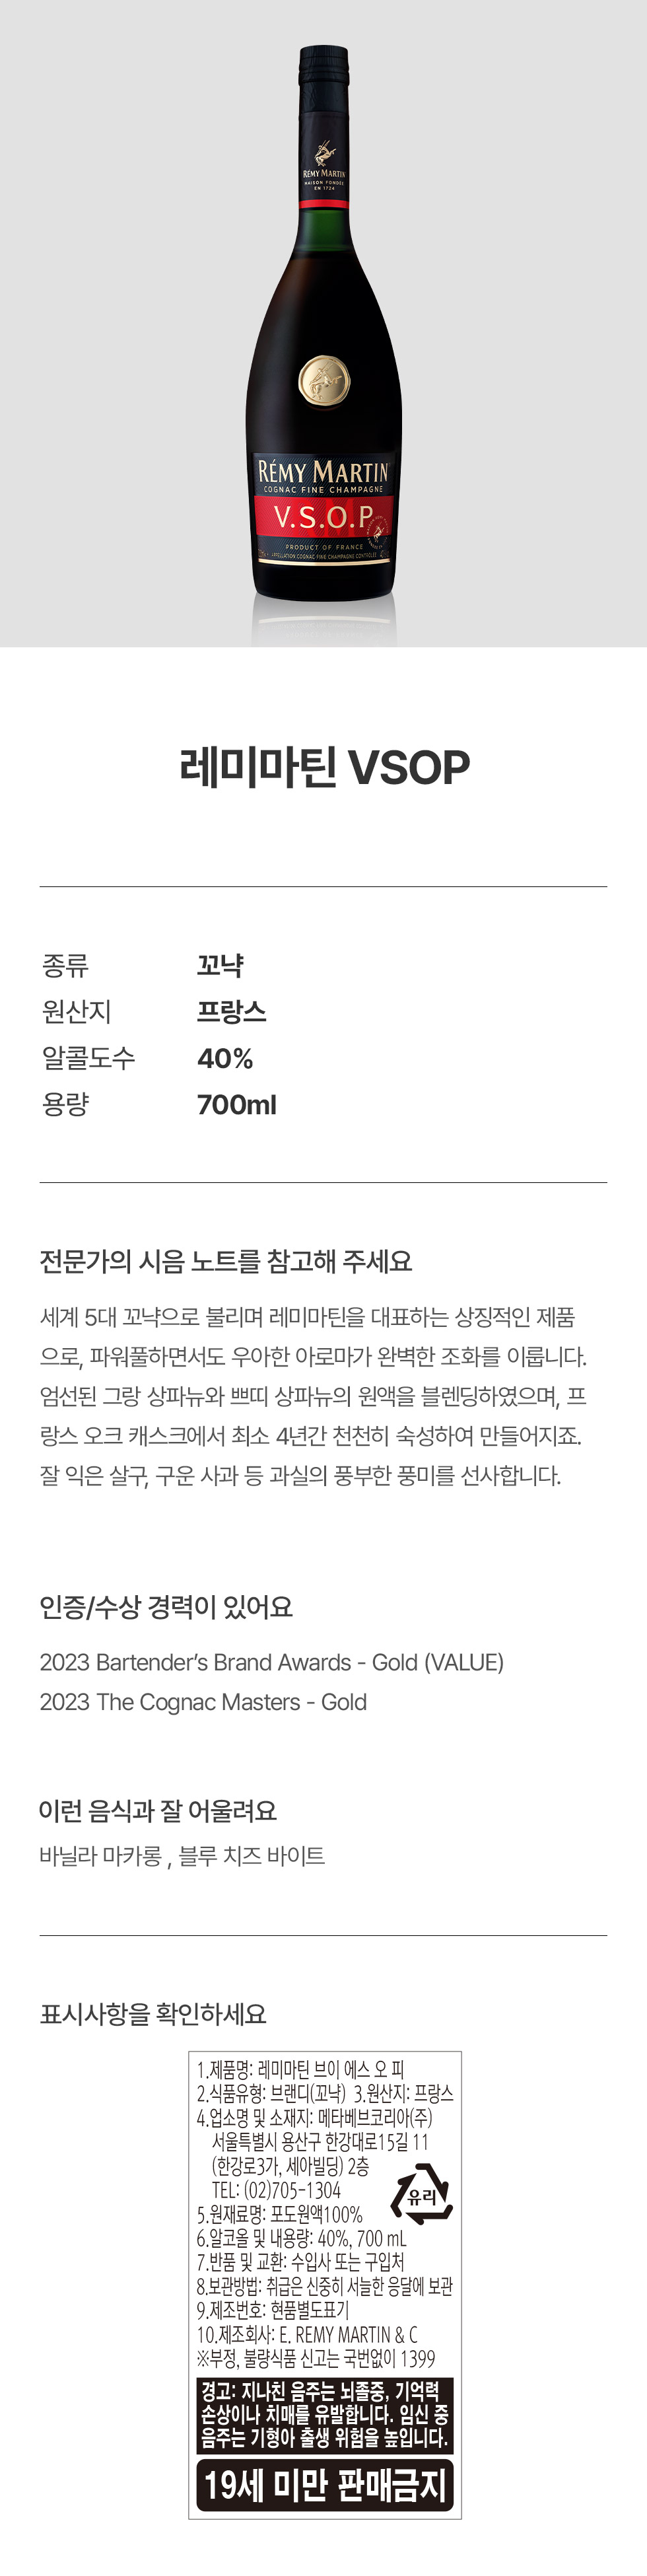 RÉMY MARTIN
MAISON FONDÉE
EN 1724
RÉMY MARTIN
COGNAC FINE CHAMPAGNE
V.S.O.P
PRODUCT OF FRANCE
APPELLATION COGNAC FINE CHAMPAGNE CONTROLÉE
레미마틴 VSOP
종류 꼬냑
원산지 프랑스
알콜도수 40%
용량 700ml
전문가의 시음 노트를 참고해 주세요
세계 5대 꼬냑으로 불리며 레미마틴을 대표하는 상징적인 제품
으로, 파워풀하면서도 우아한 아로마가 완벽한 조화를 이룹니다.
엄선된 그랑 상파뉴와 쁘띠 상파뉴의 원액을 블렌딩하였으며, 프
랑스 오크 캐스크에서 최소 4년간 천천히 숙성하여 만들어지죠.
잘 익은 살구, 구운 사과 등 과실의 풍부한 풍미를 선사합니다.
인증/수상 경력이 있어요
2023 Bartender’s Brand Awards - Gold (VALUE)
2023 The Cognac Masters - Gold
이런 음식과 잘 어울려요
바닐라 마카롱 , 블루 치즈 바이트
표시사항을 확인하세요
1.제품명: 레미마틴 브이 에스 오 피
2.식품유형: 브랜디(꼬냑) 3.원산지: 프랑스
4.업소명 및 소재지: 메타베브코리아(주)
서울특별시 용산구 한강대로15길 11
(한강로3가, 세아빌딩) 2층
TEL: (02)705-1304
유리
5.원재료명: 포도원액100%
6.알코올 및 내용량: 40%, 700 mL
7.반품 및 교환: 수입사 또는 구입처
8.보관방법: 취급은 신중히 서늘한 응달에 보관
9.제조번호: 현품별도표기
10.제조회사: E. REMY MARTIN & C
※부정, 불량식품 신고는 국번없이 1399
경고: 지나친 음주는 뇌졸중, 기억력
손상이나 치매를 유발합니다. 임신 중
음주는 기형아 출생 위험을 높입니다.
19세 미만 판매금지